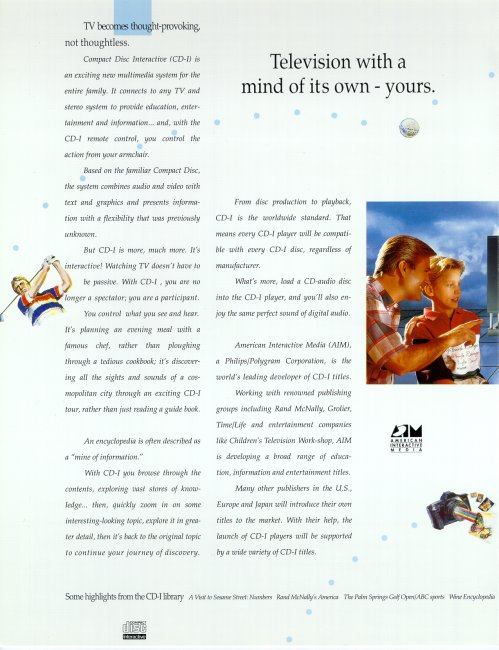 TV becomes thought-provoking,
not thoughtless.
Compact Disc Interactive (CD-I) is
an exciting new multimedia system for the
entire family. It connects to any TV and
stereo system to provide education, enter-
tainment and information... and, with the
CD-I remote control, you control the
action from your armchair.
Based on the familiar Compact Disc,
the system combines audio and video with
text and graphics and presents informa-
tion with a flexibility that was previously
unknown.
But CD-I is more, much more. It's
interactive! Watching TV doesn't have to
be passive. With CD-I , you are no
longer a spectator; you are a participant.
You control what you see and hear.
It's planning an evening meal with a
famous chef, rather than ploughing
through a tedious cookbook; it's discover-
ing all the sights and sounds of a cos-
mopolitan city through an exciting CD-I
tour, rather than just reading a guide book.
An encyclopedia is often described as
a "mine of information."
With CD-I you browse through the
contents, exploring vast stores of know-
ledge... then, quickly zoom in on some
interesting-looking topic, explore it in grea-
ter detail, then it's back to the original topic
to continue your journey of discovery.
Television with a
mind of its own - yours.
From disc production to playback,
CD-I is the worldwide standard. That
means every CD-I player will be compati-
ble with every CD-I disc, regardless of
manufacturer.
What's more, load a CD-audio disc
into the CD-I player, and you'll also en-
joy the same perfect sound of digital audio.
American Interactive Media (AIM),
a Philips/Polygram Corporation, is the
world's leading developer of CD-I titles.
Working with renowned publishing
groups including Rand McNally, Grolier,
Time/Life and entertainment companies
like Children's Television Work-shop, AIM
is developing a broad range of educa-
tion, information and entertainment titles.
Many other publishers in the U.S.,
Europe and Japan will introduce their own
titles to the market. With their help, the
launch of CD-I players will be supported
by a wide variety of CD-I titles.
AIM
AMERICAN
INTERACTIVE
MEDIA
Some highlights from the CD-I library A Visit to Sesame Street: Numbers Rand McNally's America The Palm Springs Golf Open/ABC sports Wine Encyclopedia
COMPACT
disc
Interactive